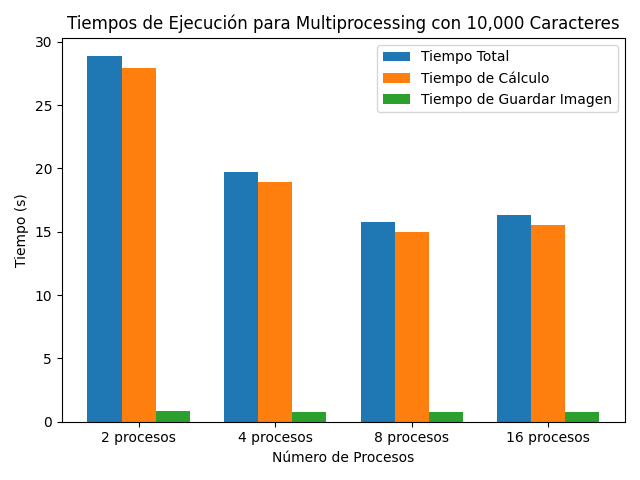 Tiempos de Ejecución para Multiprocessing con 10,000 Caracteres
Tiempo Total
Tiempo de Cálculo
Tiempo de Guardar Imagen
Tiempo (s)
30
25
20
15
10
5
0
2 procesos
4 procesos
8 procesos
16 procesos
Número de Procesos